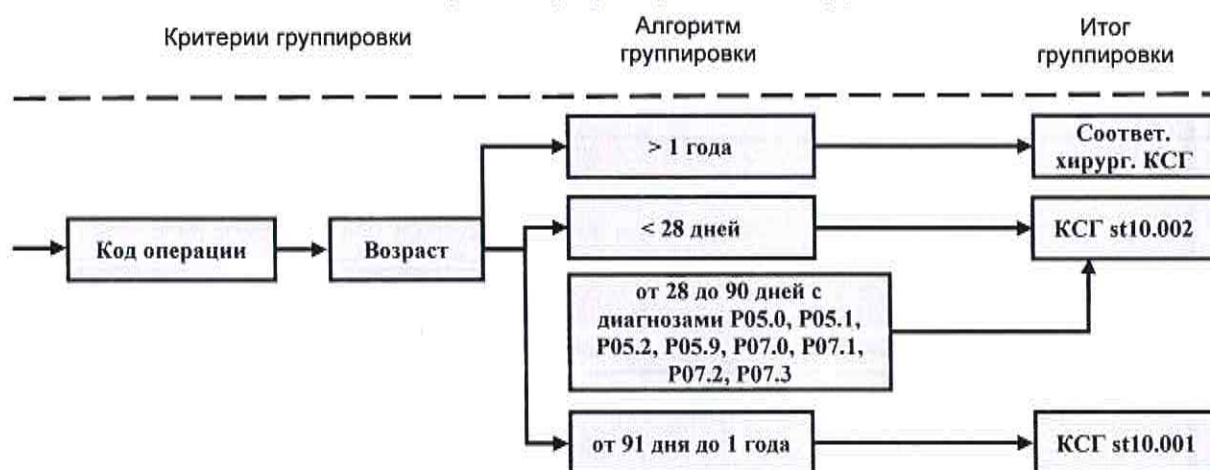 Критерии группировки
Алгоритм
группировки
Итог
группировки
> 1 года
Соответ.
хирург. КСГ
Код операции
Возраст
< 28 дней
КСГ st10.002
от 28 до 90 дней с
диагнозами P05.0, P05.1,
P05.2, P05.9, P07.0, P07.1,
P07.2, P07.3
от 91 дня до 1 года
КСГ st10.001